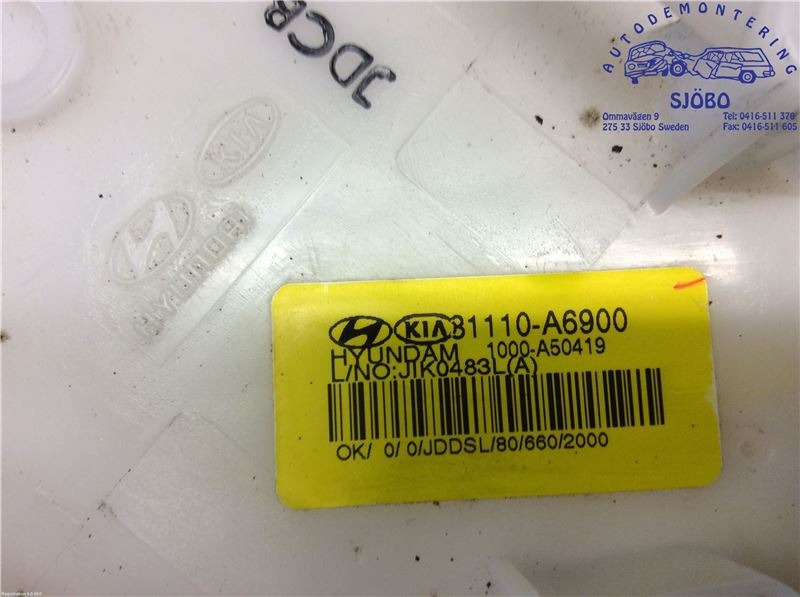 JDCB
AUTODEMONTERING
SJÖBO
Ommavägen 9
275 33 Sjöbo Sweden
Tel: 0416-511 370
Fax: 0416-511 605
KIA
HYUNDAI
KIA 31110-A6900
HYUNDAM 1000-A50419
L/NO:JIK0483L(A)
OK/ 0/ 0/JDDSL/80/660/2000